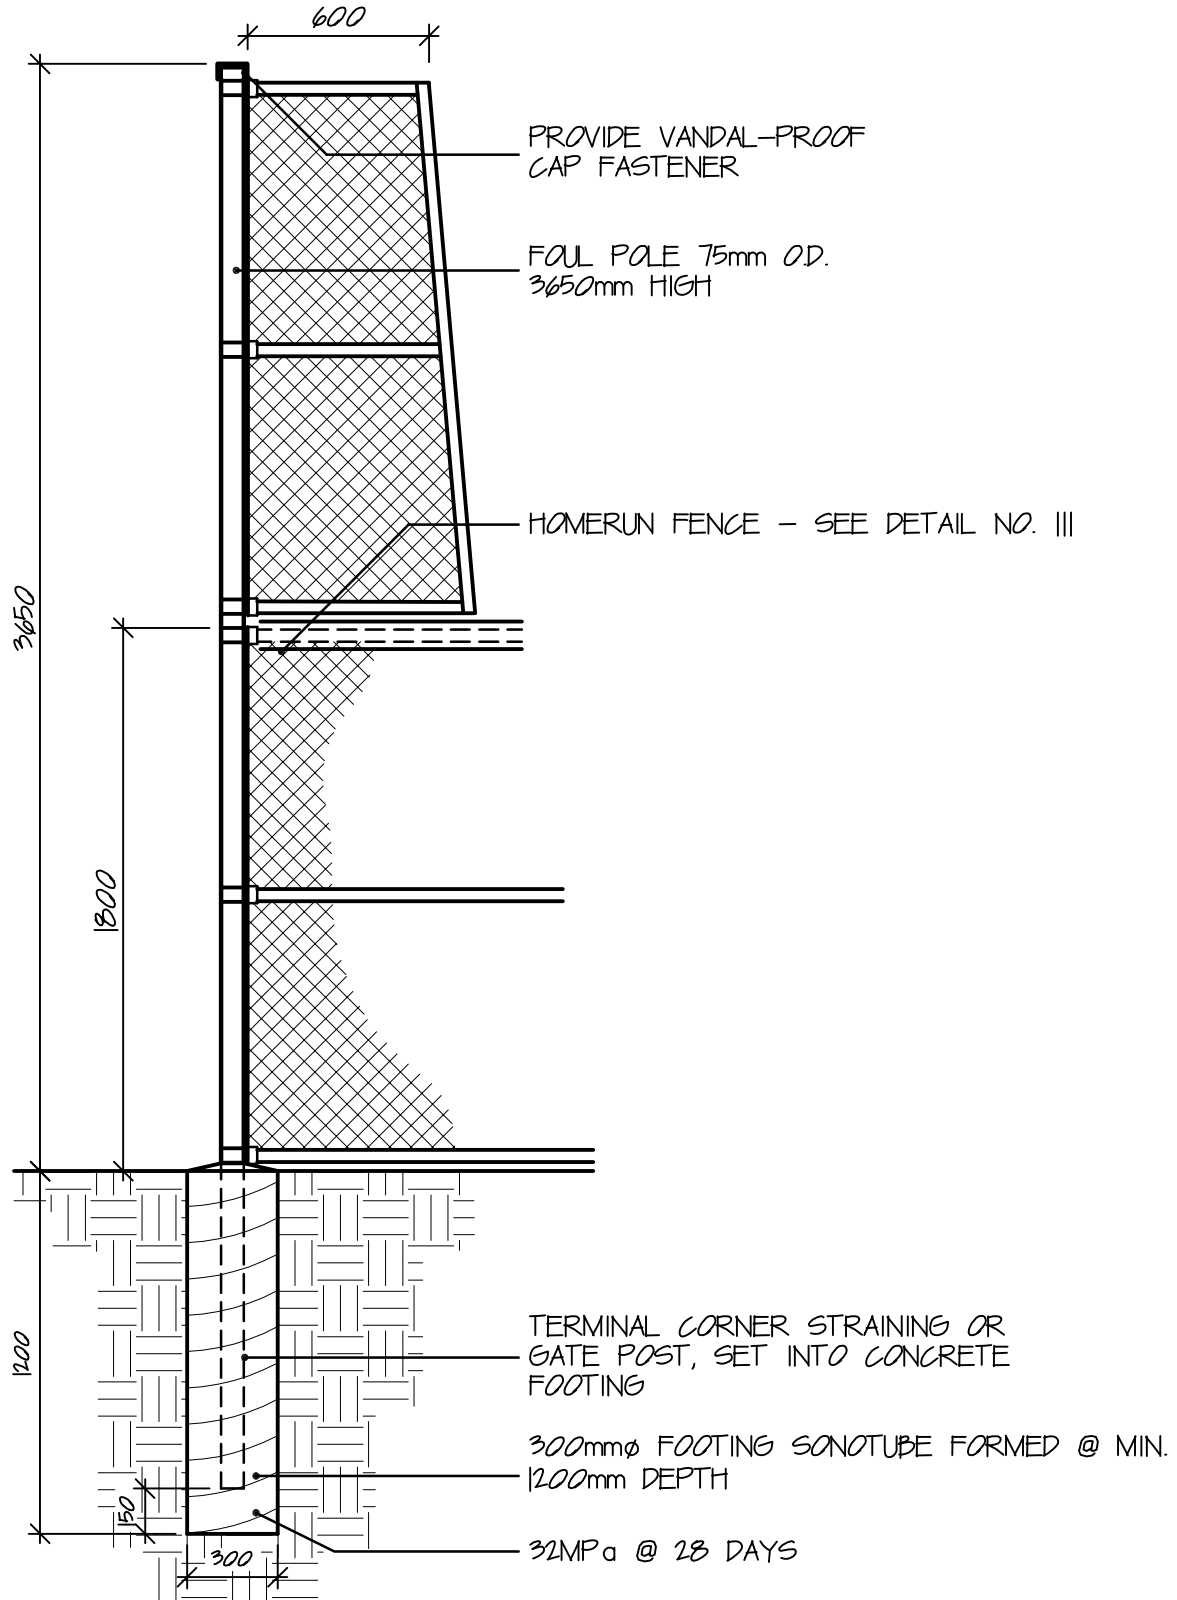 600
PROVIDE VANDAL-PROOF
CAP FASTENER
FOUL POLE 75mm O.D.
3650mm HIGH
HOMERUN FENCE - SEE DETAIL NO. 111
3650
1800
TERMINAL CORNER STRAINING OR
GATE POST, SET INTO CONCRETE
FOOTING
1200
300mmø FOOTING SONOTUBE FORMED @ MIN.
1200mm DEPTH
150
32MPa @ 28 DAYS
300